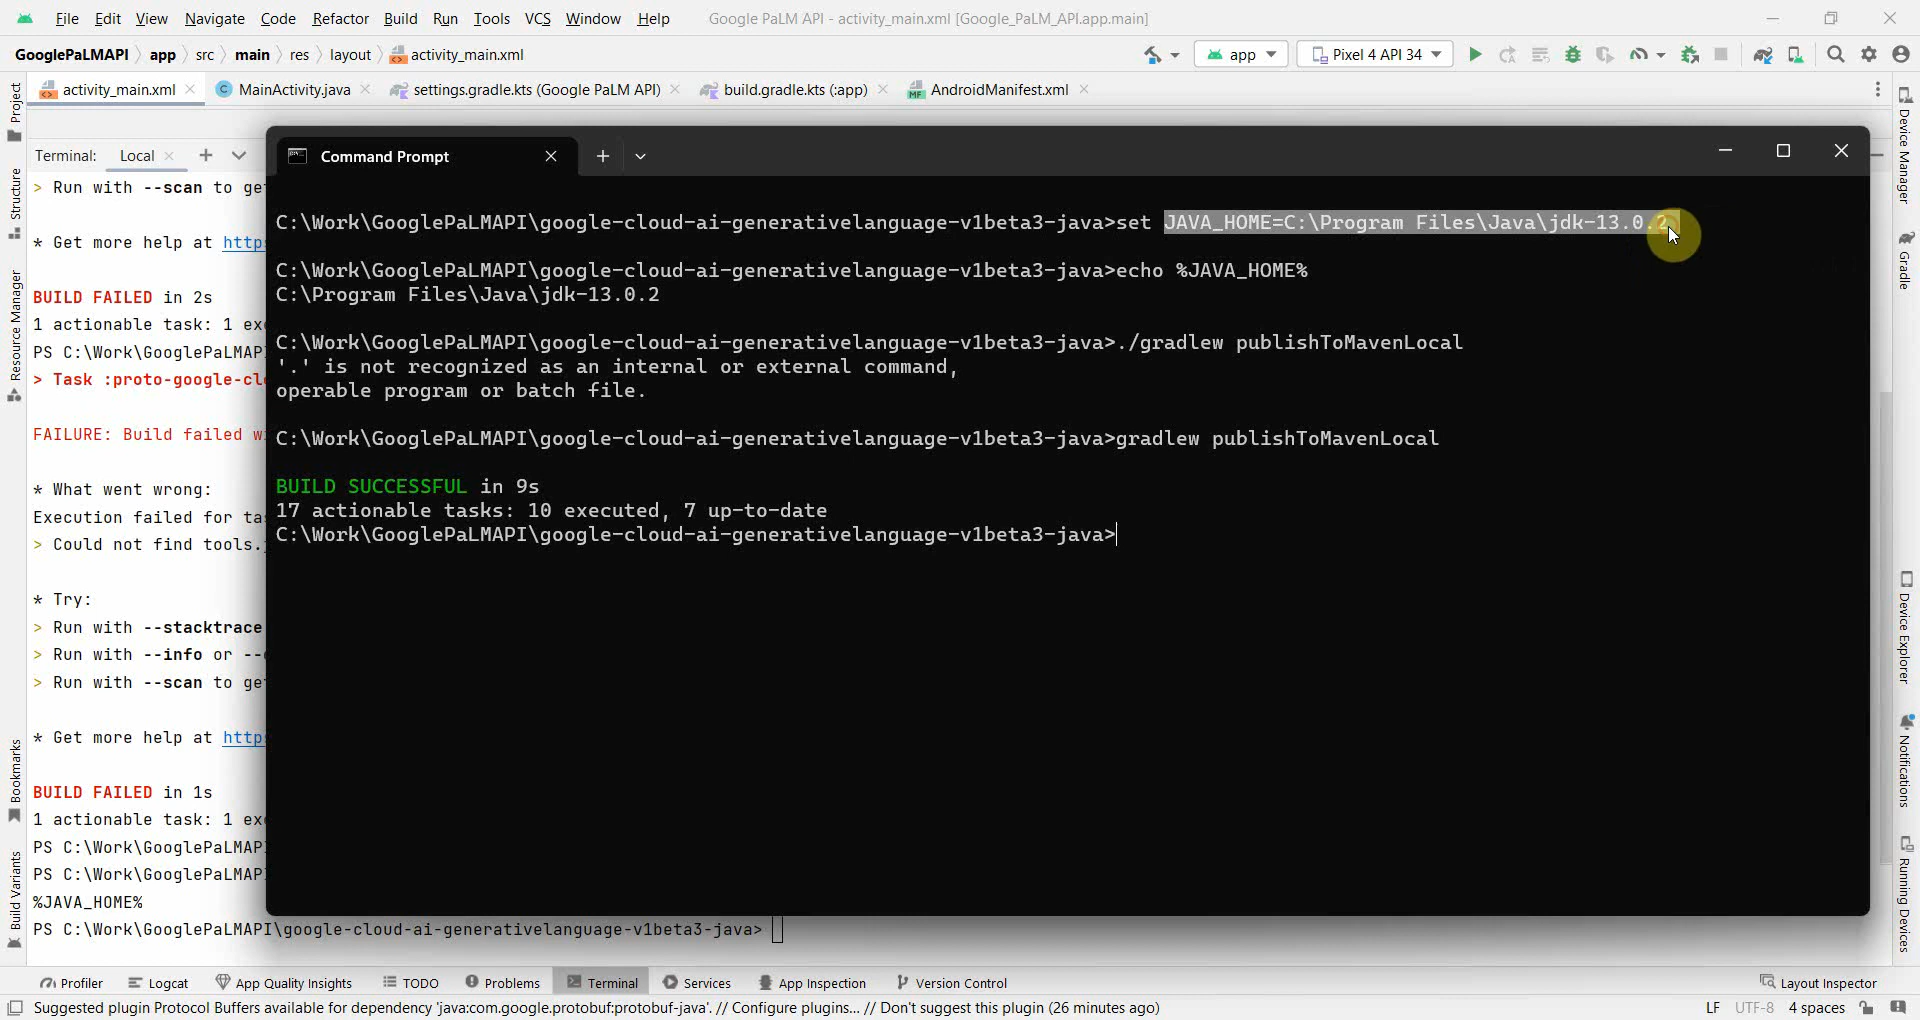 File Edit View Navigate Code Refactor Build Run Tools VCS Window Help Google PaLM API - activity_main.xml [Google_PaLM_API.app.main]
GooglePaLMAPI app src main res layout activity_main.xml app Pixel 4 API 34
activity_main.xml MainActivity.java settings.gradle.kts (Google PaLM API) build.gradle.kts (:app) AndroidManifest.xml
Project
Structure
Resource Manager
Bookmarks
Build Variants
Terminal: Local
> Run with --scan to ge
* Get more help at http
BUILD FAILED in 2s
1 actionable task: 1 ex
PS C:\Work\GooglePaLMAP
> Task :proto-google-cl
FAILURE: Build failed w
* What went wrong:
Execution failed for ta
> Could not find tools.
* Try:
> Run with --stacktrace
> Run with --info or --
> Run with --scan to ge
* Get more help at http
BUILD FAILED in 1s
1 actionable task: 1 ex
PS C:\Work\GooglePaLMAP
PS C:\Work\GooglePaLMAP
%JAVA_HOME%
PS C:\Work\GooglePaLMAPI\google-cloud-ai-generativelanguage-v1beta3-java>
Command Prompt
C:\Work\GooglePaLMAPI\google-cloud-ai-generativelanguage-v1beta3-java>set JAVA_HOME=C:\Program Files\Java\jdk-13.0.2
C:\Work\GooglePaLMAPI\google-cloud-ai-generativelanguage-v1beta3-java>echo %JAVA_HOME%
C:\Program Files\Java\jdk-13.0.2
C:\Work\GooglePaLMAPI\google-cloud-ai-generativelanguage-v1beta3-java>./gradlew publishToMavenLocal
'.' is not recognized as an internal or external command,
operable program or batch file.
C:\Work\GooglePaLMAPI\google-cloud-ai-generativelanguage-v1beta3-java>gradlew publishToMavenLocal
BUILD SUCCESSFUL in 9s
17 actionable tasks: 10 executed, 7 up-to-date
C:\Work\GooglePaLMAPI\google-cloud-ai-generativelanguage-v1beta3-java>
Device Manager
Gradle
Device Explorer
Notifications
Running Devices
Profiler Logcat App Quality Insights TODO Problems Terminal Services App Inspection Version Control Layout Inspector
Suggested plugin Protocol Buffers available for dependency 'java:com.google.protobuf:protobuf-java'. // Configure plugins... // Don't suggest this plugin (26 minutes ago) LF UTF-8 4 spaces